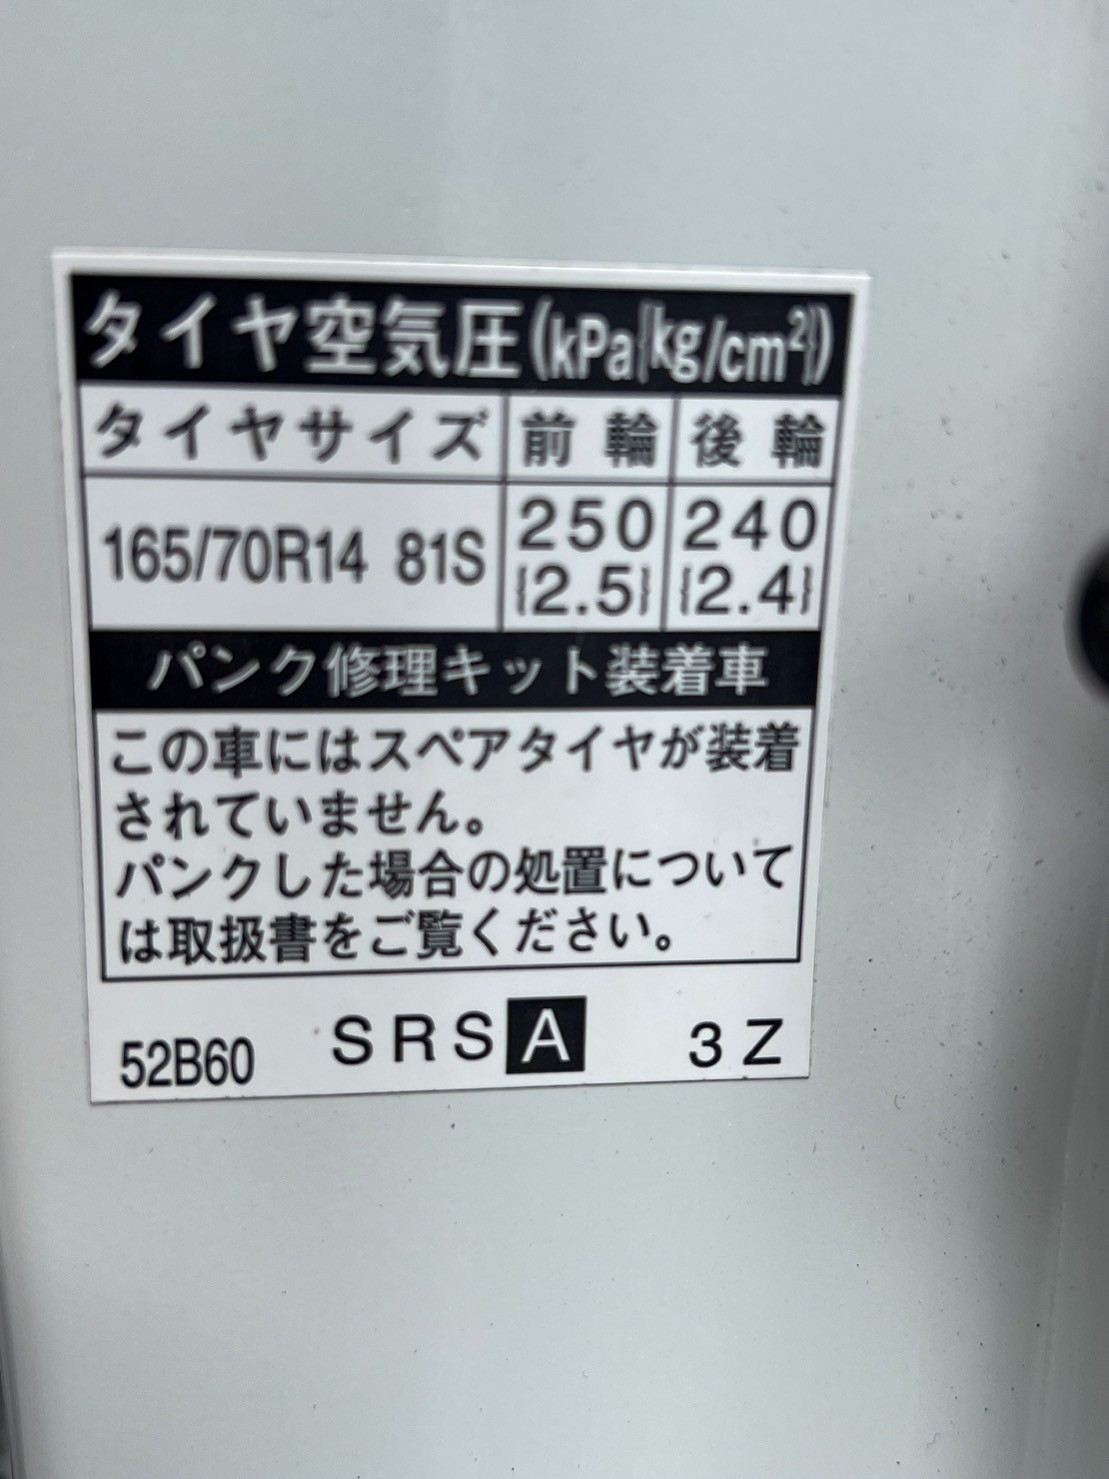 タイヤ空気圧(kPa{kg/cm²})
タイヤサイズ 前輪 後輪
165/70R14 81S 250 240
{2.5} {2.4}
パンク修理キット装着車
この車にはスペアタイヤが装着
されていません。
パンクした場合の処置について
は取扱書をご覧ください。
52B60 SRS A 3Z